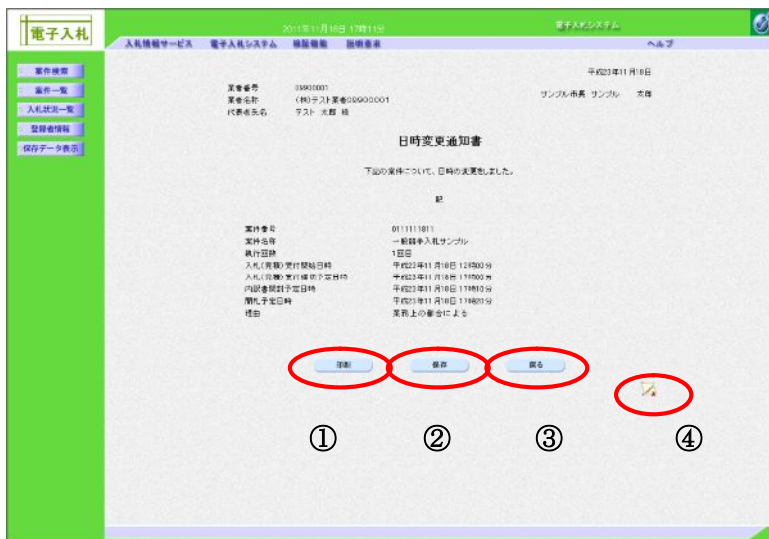 電子入札
2011年11月18日 17時11分
電子入札システム
入札情報サービス 電子入札システム 検証機能 説明要求
ヘルプ
案件検索
案件一覧
入札状況一覧
登録者情報
保存データ表示
平成23年11月18日
業者番号 09900001
業者名称 (株)テスト業者09900001
代表者氏名 テスト 太郎 様
サンプル市長 サンプル 太郎
日時変更通知書
下記の案件について、日時の変更をしました。
記
案件番号 0111111811
案件名称 一般競争入札サンプル
執行回数 1回目
入札(見積)受付開始日時 平成23年11月18日 12時00分
入札(見積)受付締切予定日時 平成23年11月18日 17時00分
内訳書開封予定日時 平成23年11月18日 17時10分
開札予定日時 平成23年11月18日 17時20分
理由 業務上の都合による
印刷 保存 戻る
① ② ③ ④